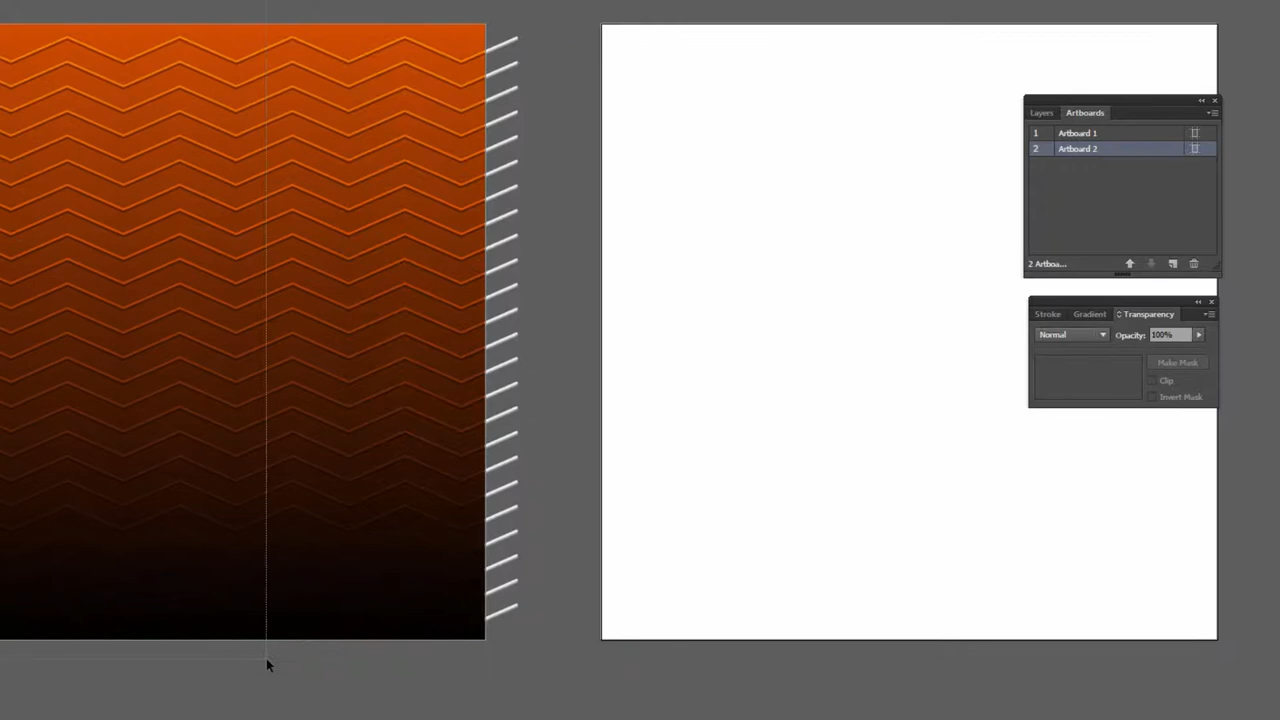 Layers Artboards
1 Artboard 1
2 Artboard 2
2 Artboa...
Stroke Gradient Transparency
Normal Opacity: 100%
Make Mask
Clip
Invert Mask